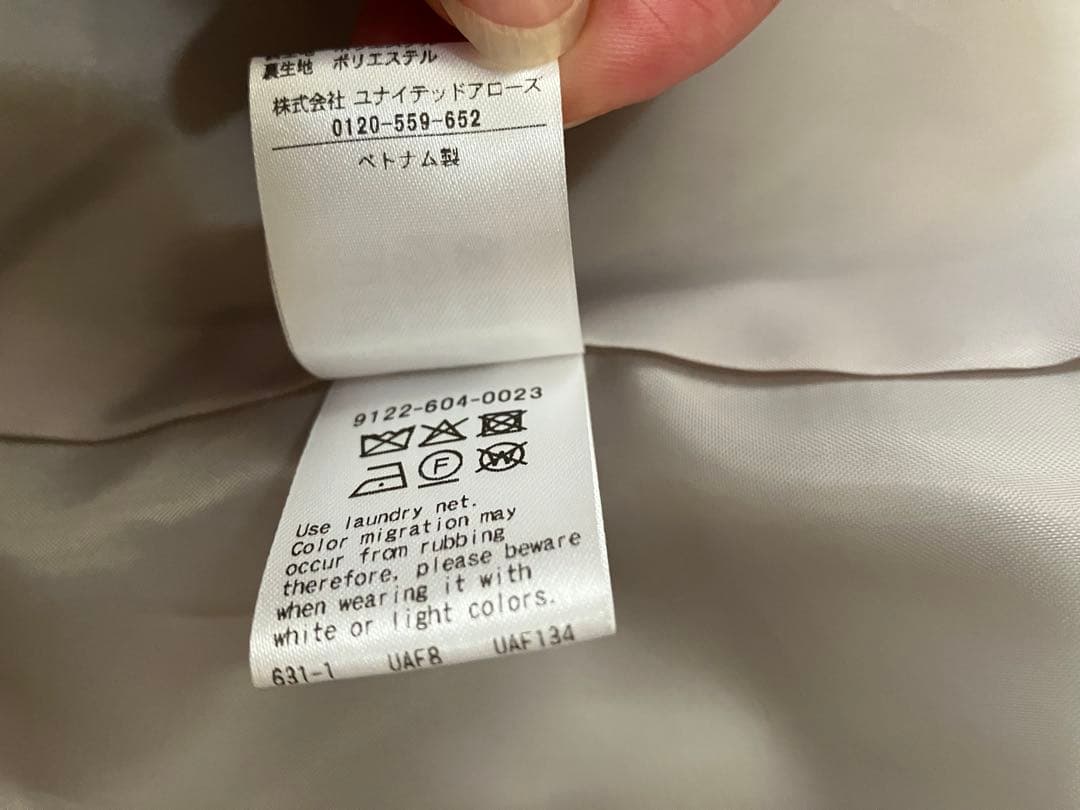 裏生地 ポリエステル
株式会社 ユナイテッドアローズ
0120-559-652
ベトナム製
9122-604-0023
F W
Use laundry net.
Color migration may
occur from rubbing
therefore, please beware
when wearing it with
white or light colors.
631-1 UAF8 UAF134